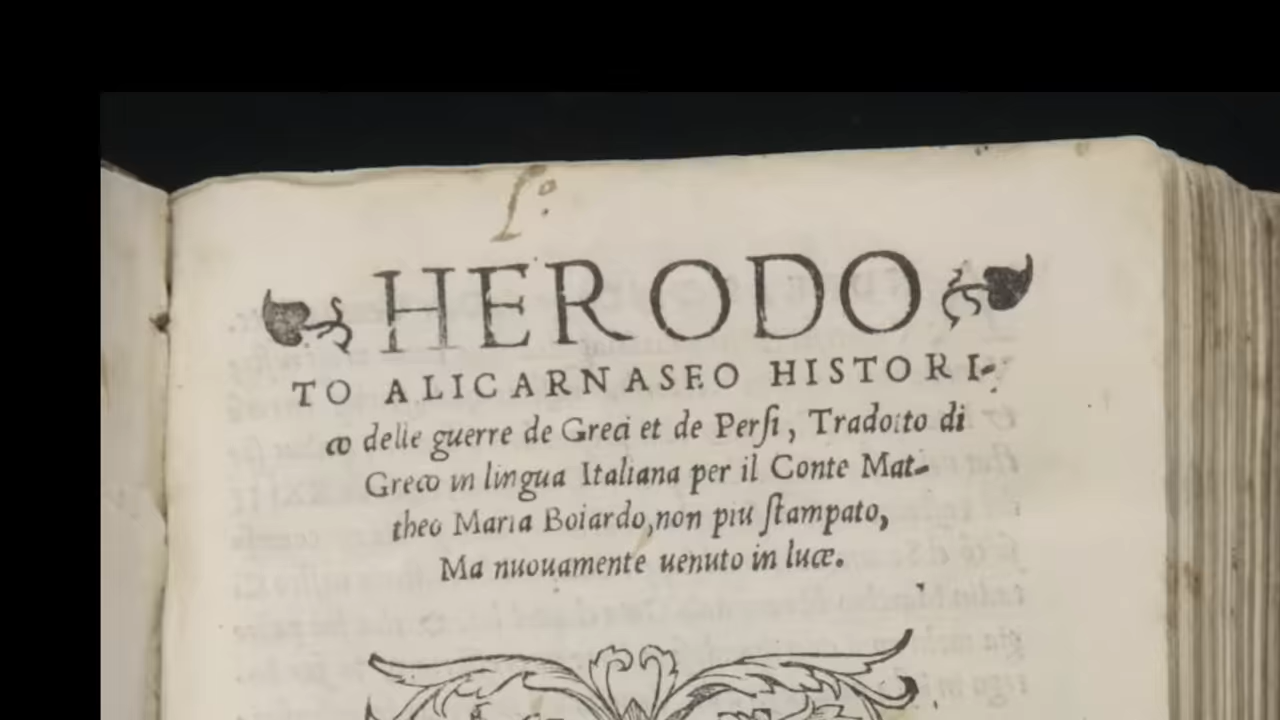 HERODO
TO ALICARNASEO HISTORI-
co delle guerre de Greci et de Perſi, Tradotto di
Greco in lingua Italiana per il Conte Mat-
theo Maria Boiardo, non piu ſtampato,
Ma nuouamente uenuto in luce.